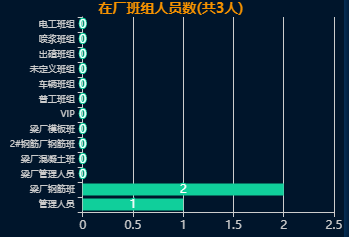 在厂班组人员数(共3人)
电工班组 0
喷浆班组 0
出碴班组 0
未定义班组 0
车辆班组 0
普工班组 0
VIP 0
梁厂模板班 0
2#钢筋厂钢筋班 0
梁厂混凝土班 0
梁厂管理人员 0
梁厂钢筋班 2
管理人员 1
0 0.5 1 1.5 2 2.5